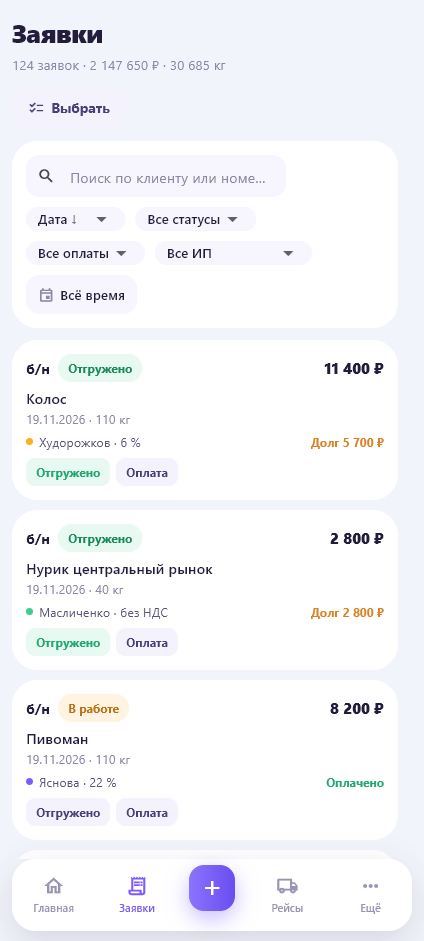 Заявки
124 заявок · 2 147 650 ₽ · 30 685 кг
Выбрать
Поиск по клиенту или номе...
Дата ↓ Все статусы
Все оплаты Все ИП
Всё время
б/н Отгружено 11 400 ₽
Колос
19.11.2026 · 110 кг
Худорожков · 6 % Долг 5 700 ₽
Отгружено Оплата
б/н Отгружено 2 800 ₽
Нурик центральный рынок
19.11.2026 · 40 кг
Масличенко · без НДС Долг 2 800 ₽
Отгружено Оплата
б/н В работе 8 200 ₽
Пивоман
19.11.2026 · 110 кг
Яснова · 22 % Оплачено
Отгружено Оплата
Главная Заявки + Рейсы Ещё